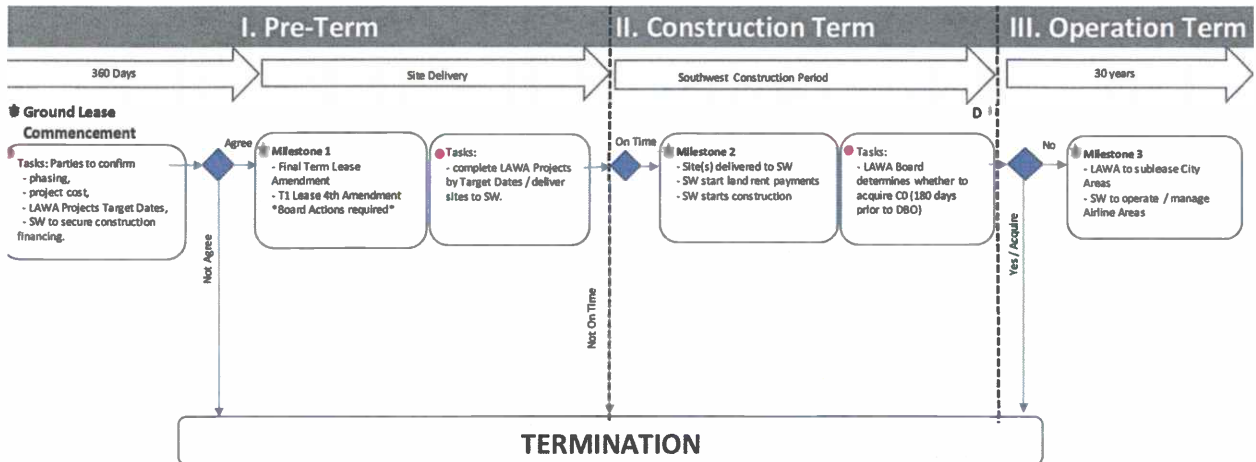 I. Pre-Term
II. Construction Term
III. Operation Term
360 Days
Site Delivery
Southwest Construction Period
30 years
Ground Lease
Commencement
D
Tasks: Parties to confirm
- phasing,
- project cost,
- LAWA Projects Target Dates,
- SW to secure construction
financing.
Agree
Not Agree
Milestone 1
- Final Term Lease
Amendment
- T1 Lease 4th Amendment
*Board Actions required*
Tasks:
- complete LAWA Projects
by Target Dates / deliver
sites to SW.
On Time
Not On Time
Milestone 2
- Site(s) delivered to SW
- SW start land rent payments
- SW starts construction
Tasks:
- LAWA Board
determines whether to
acquire C0 (180 days
prior to DBO)
No
Yes / Acquire
Milestone 3
- LAWA to sublease City
Areas
- SW to operate / manage
Airline Areas
TERMINATION